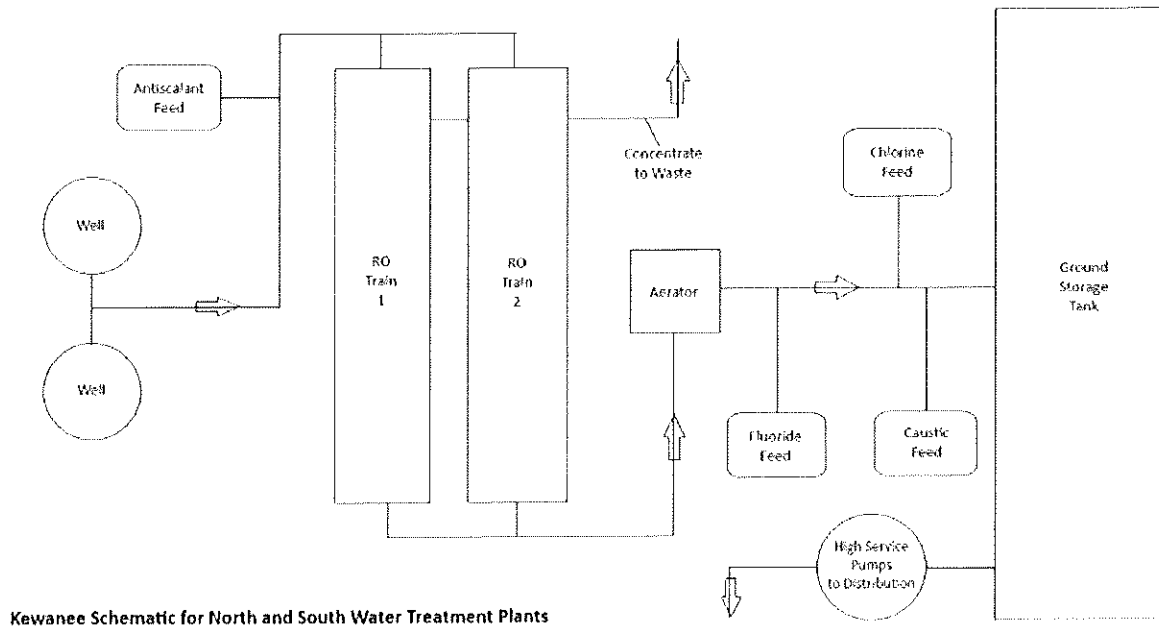 Antiscalant
Feed
Well
Well
RO
Train
1
RO
Train
2
Concentrate
to Waste
Aerator
Chlorine
Feed
Fluoride
Feed
Caustic
Feed
Ground
Storage
Tank
High Service
Pumps
to Distribution
Kewanee Schematic for North and South Water Treatment Plants